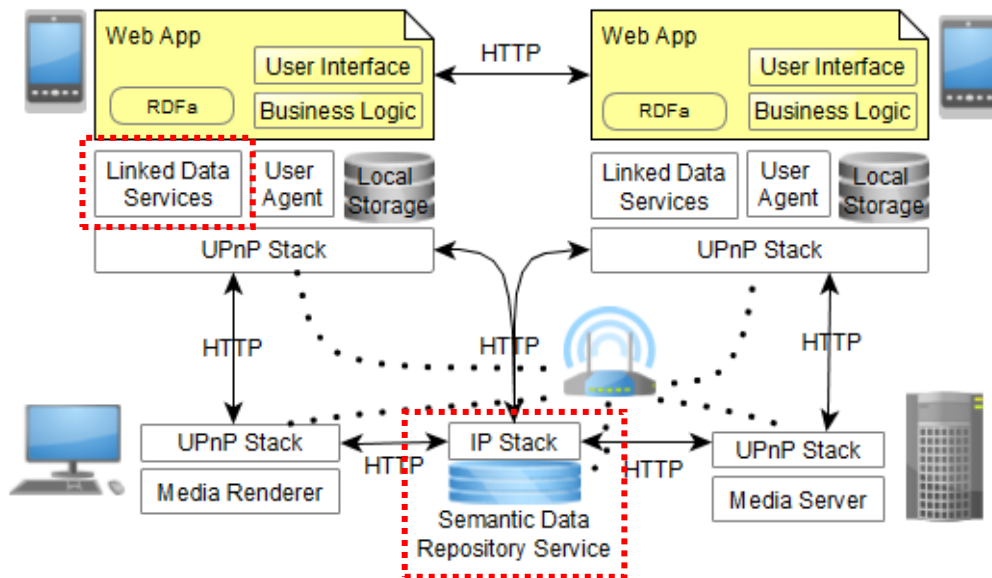 Web App
User Interface
RDFa
Business Logic
HTTP
Web App
User Interface
RDFa
Business Logic
Linked Data
Services
User
Agent
Local
Storage
Linked Data
Services
User
Agent
Local
Storage
UPnP Stack
UPnP Stack
HTTP
HTTP
HTTP
UPnP Stack
HTTP
IP Stack
HTTP
UPnP Stack
Media Renderer
Media Server
Semantic Data
Repository Service